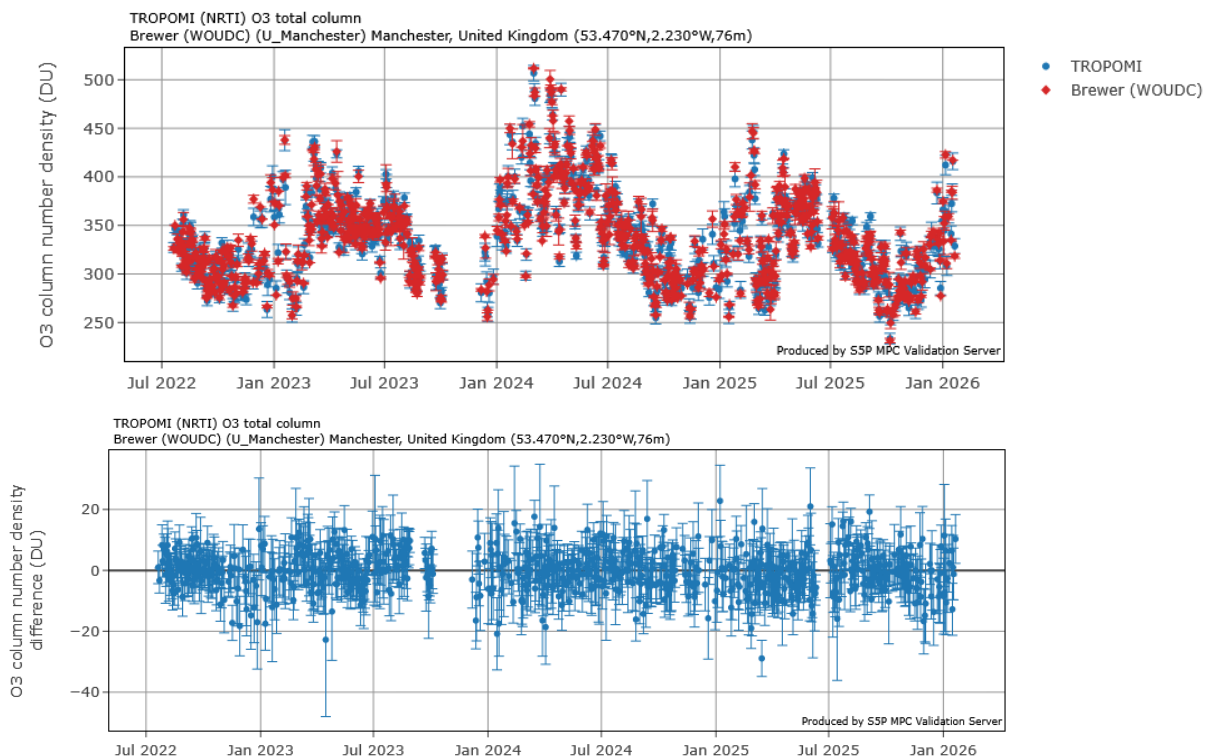 TROPOMI (NRTI) O3 total column
Brewer (WOUDC) (U_Manchester) Manchester, United Kingdom (53.470°N,2.230°W,76m)
O3 column number density (DU)
500
450
400
350
300
250
TROPOMI
Brewer (WOUDC)
Produced by S5P MPC Validation Server
Jul 2022
Jan 2023
Jul 2023
Jan 2024
Jul 2024
Jan 2025
Jul 2025
Jan 2026
TROPOMI (NRTI) O3 total column
Brewer (WOUDC) (U_Manchester) Manchester, United Kingdom (53.470°N,2.230°W,76m)
O3 column number density
difference (DU)
20
0
−20
−40
Produced by S5P MPC Validation Server
Jul 2022
Jan 2023
Jul 2023
Jan 2024
Jul 2024
Jan 2025
Jul 2025
Jan 2026